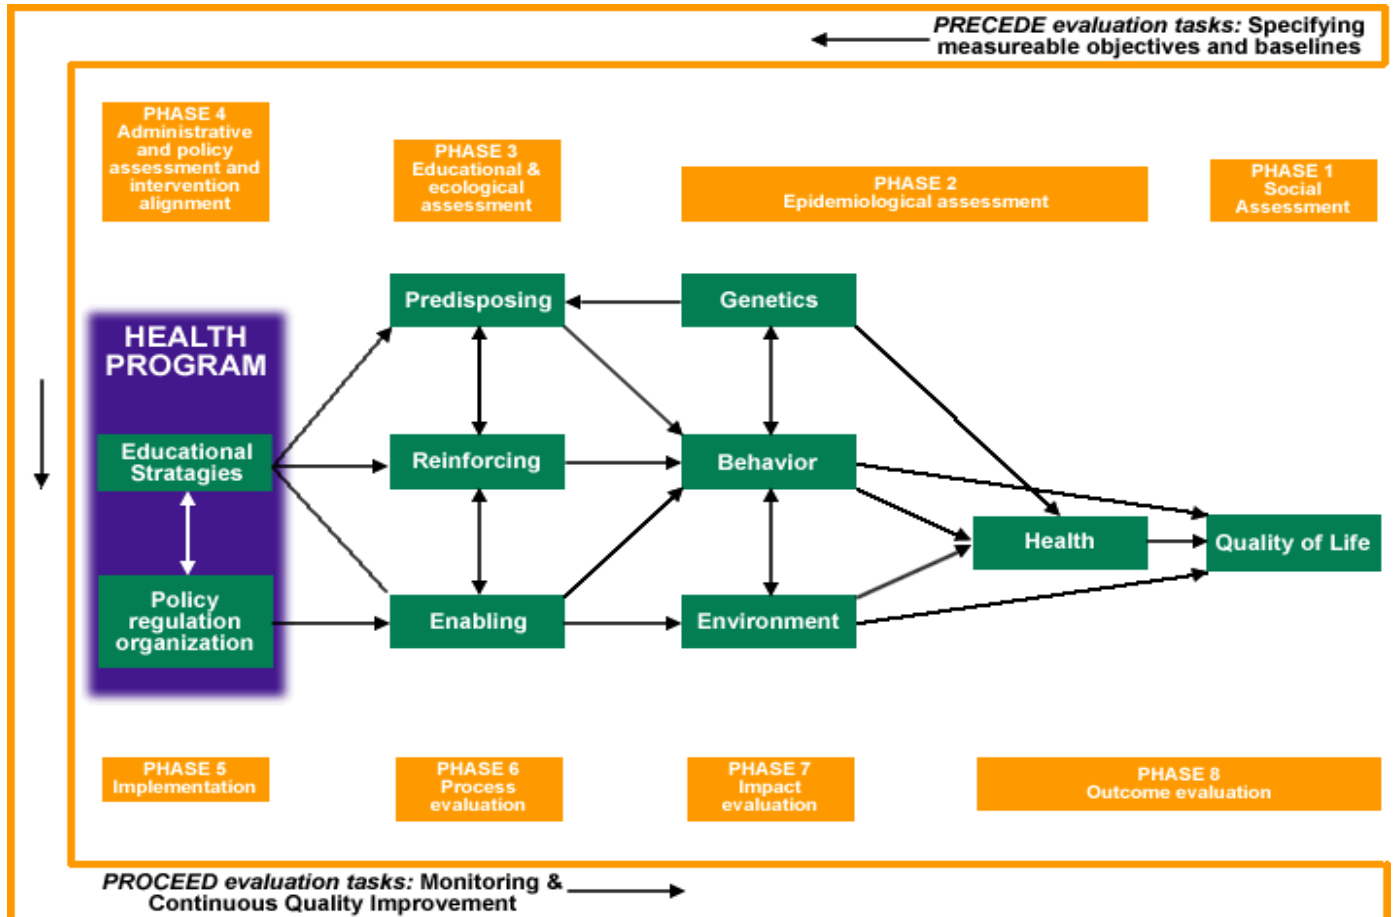 PRECEDE evaluation tasks: Specifying
measureable objectives and baselines
PHASE 4
Administrative
and policy
assessment and
intervention
alignment
PHASE 3
Educational &
ecological
assessment
PHASE 2
Epidemiological assessment
PHASE 1
Social
Assessment
HEALTH
PROGRAM
Educational
Stratagies
Policy
regulation
organization
Predisposing
Reinforcing
Enabling
Genetics
Behavior
Environment
Health
Quality of Life
PHASE 5
Implementation
PHASE 6
Process
evaluation
PHASE 7
Impact
evaluation
PHASE 8
Outcome evaluation
PROCEED evaluation tasks: Monitoring &
Continuous Quality Improvement